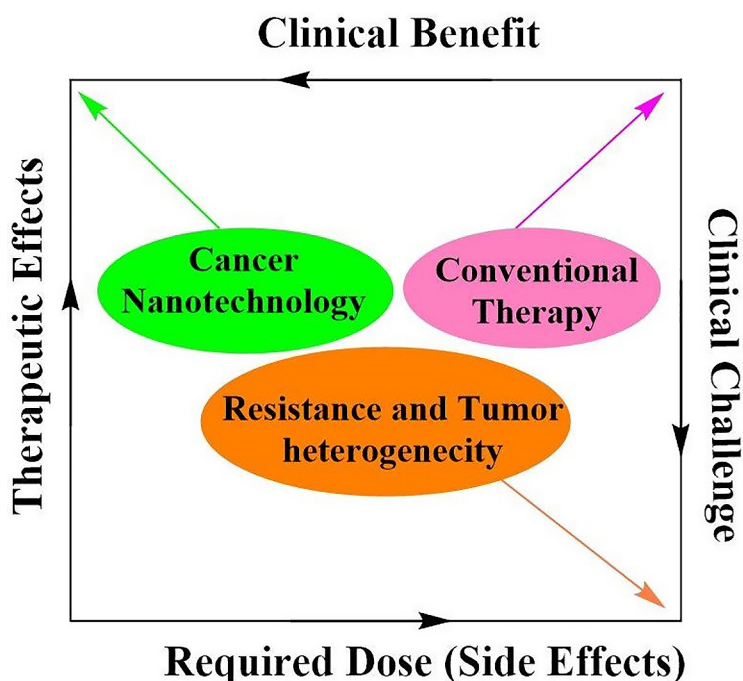 Clinical Benefit
Therapeutic Effects
Cancer
Nanotechnology
Conventional
Therapy
Resistance and Tumor
heterogenecity
Clinical Challenge
Required Dose (Side Effects)